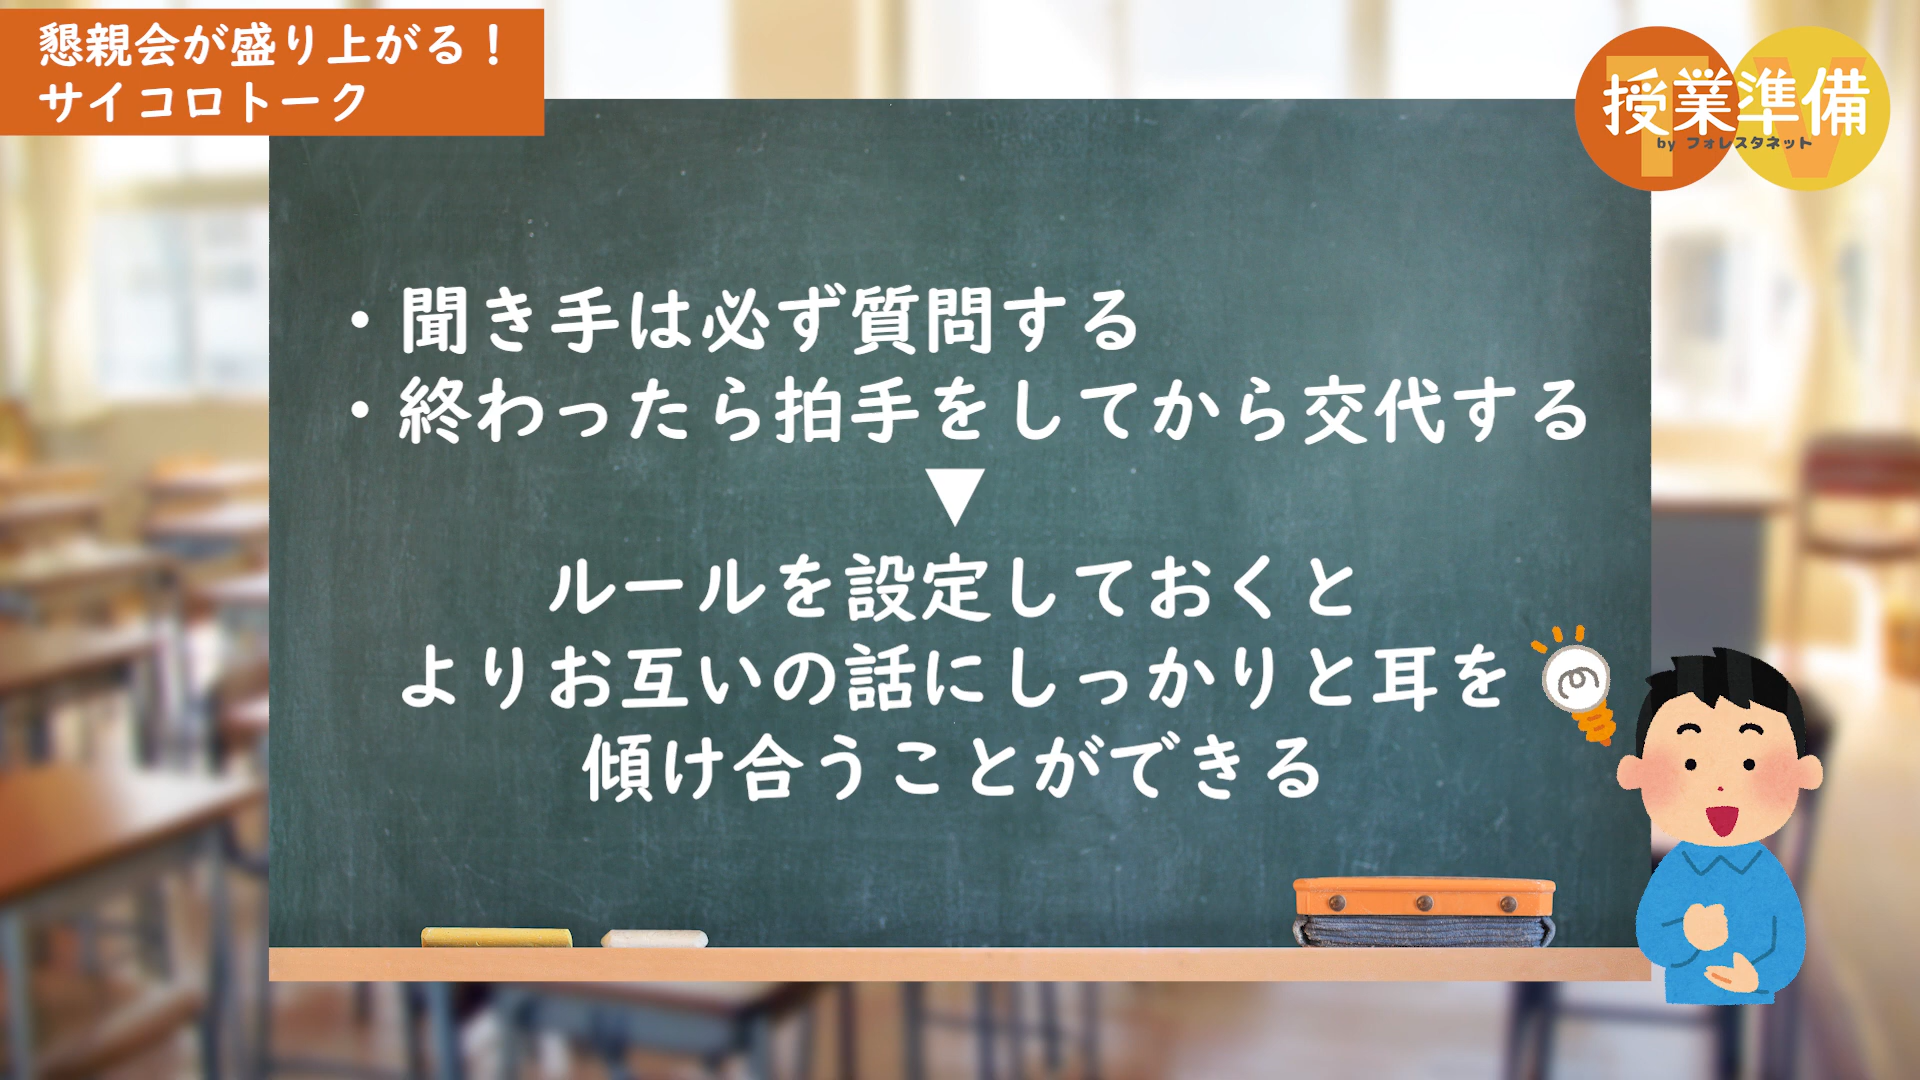 懇親会が盛り上がる！
サイコロトーク
TV
授業準備
by フォレスタネット
・聞き手は必ず質問する
・終わったら拍手をしてから交代する
▼
ルールを設定しておくと
よりお互いの話にしっかりと耳を
傾け合うことができる